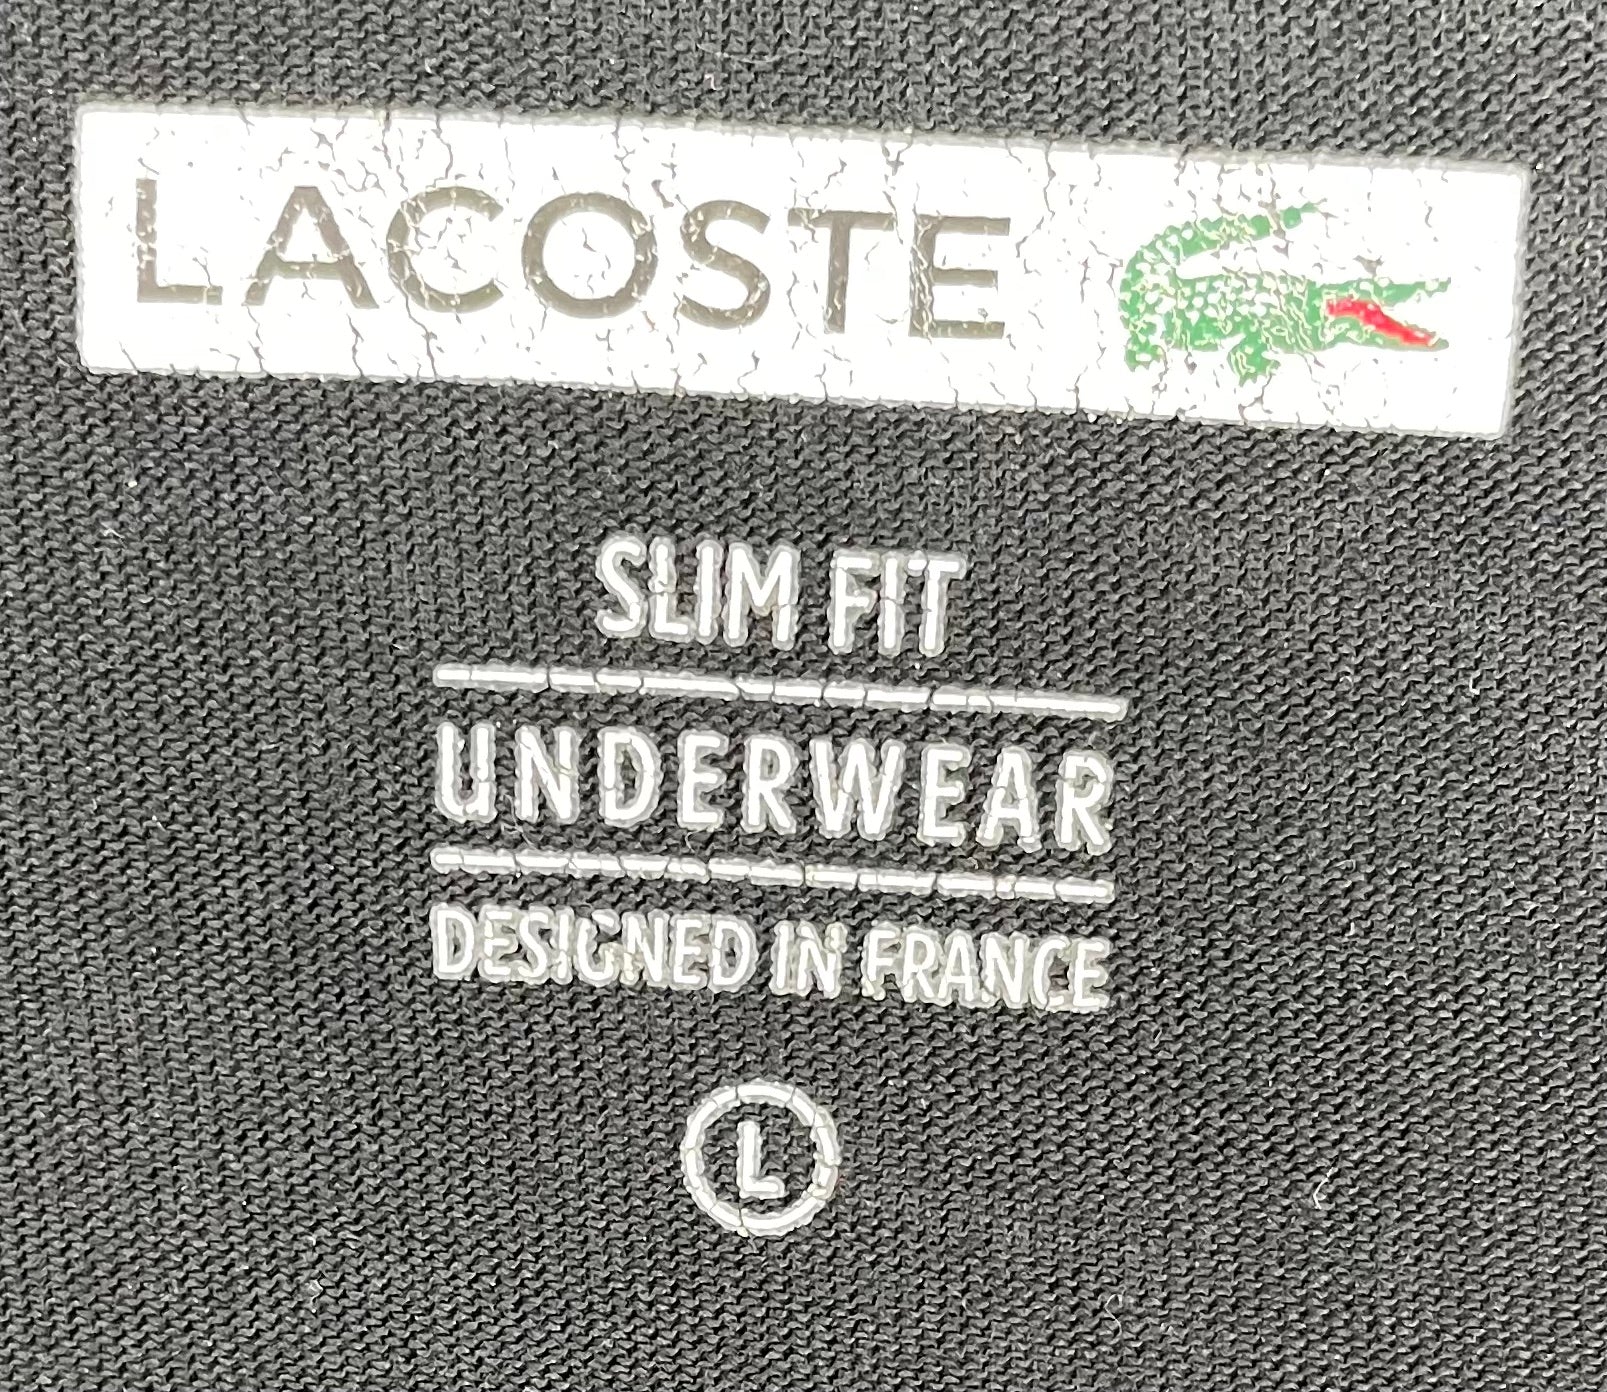 LACOSTE
SLIM FIT
UNDERWEAR
DESIGNED IN FRANCE
L